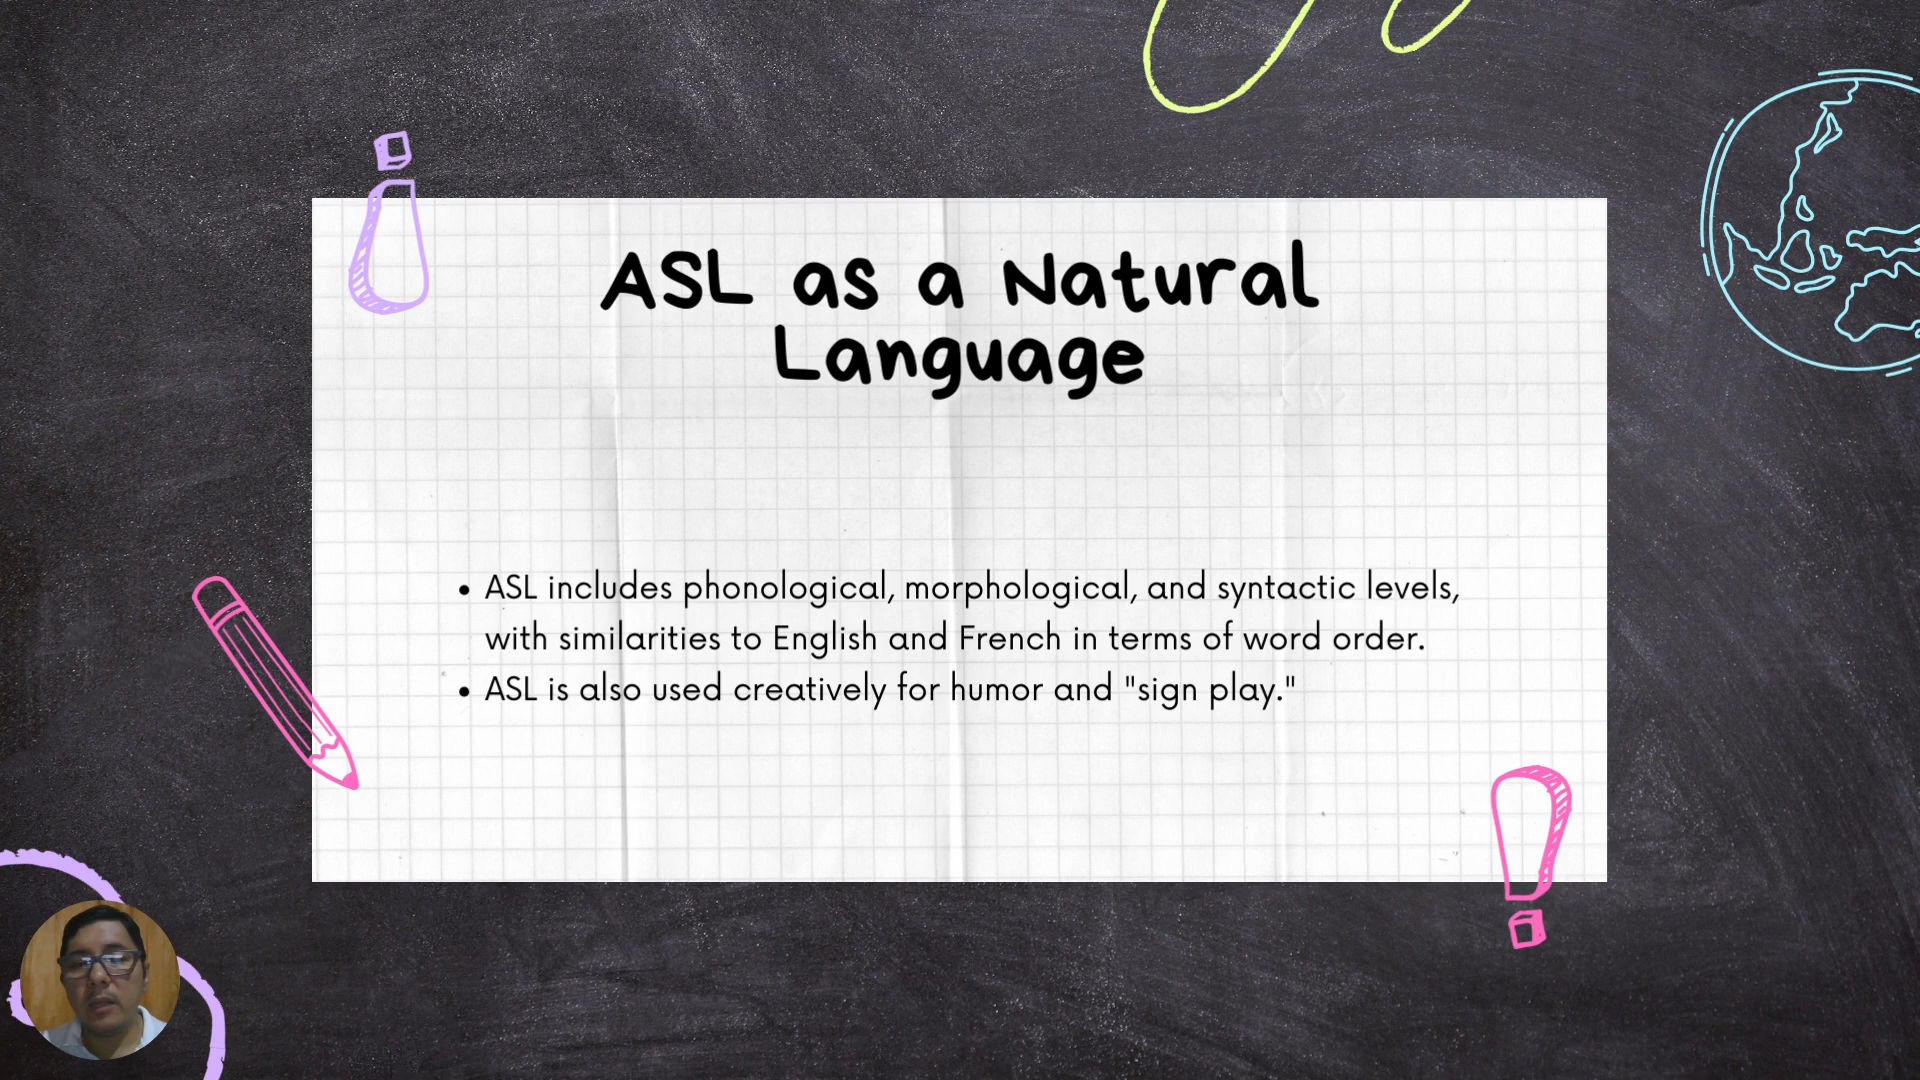 ASL as a Natural
Language
• ASL includes phonological, morphological, and syntactic levels,
with similarities to English and French in terms of word order.
• ASL is also used creatively for humor and "sign play."